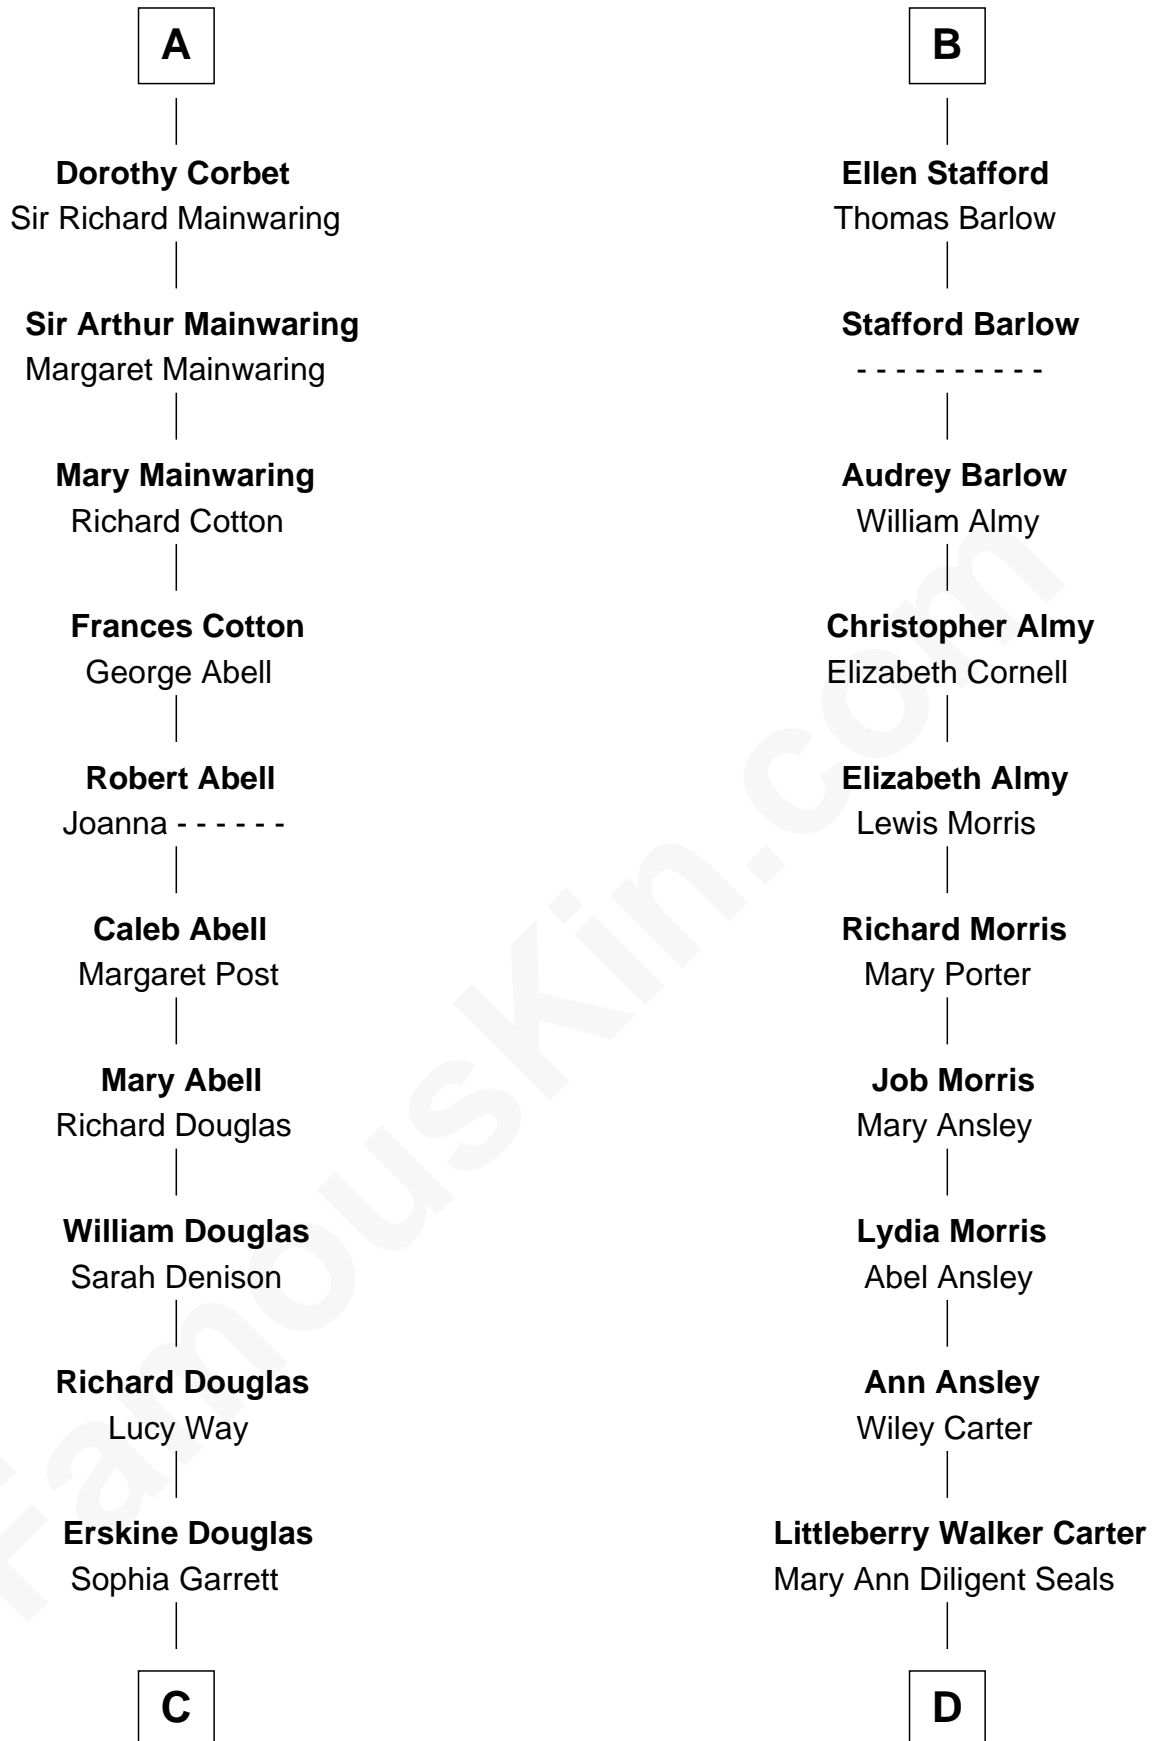 A
Dorothy Corbet
Sir Richard Mainwaring
Sir Arthur Mainwaring
Margaret Mainwaring
Mary Mainwaring
Richard Cotton
Frances Cotton
George Abell
Robert Abell
Joanna - - - - - -
Caleb Abell
Margaret Post
Mary Abell
Richard Douglas
William Douglas
Sarah Denison
Richard Douglas
Lucy Way
Erskine Douglas
Sophia Garrett
C
B
Ellen Stafford
Thomas Barlow
Stafford Barlow
- - - - - - - - - -
Audrey Barlow
William Almy
Christopher Almy
Elizabeth Cornell
Elizabeth Almy
Lewis Morris
Richard Morris
Mary Porter
Job Morris
Mary Ansley
Lydia Morris
Abel Ansley
Ann Ansley
Wiley Carter
Littleberry Walker Carter
Mary Ann Diligent Seals
D
FamousKin.com